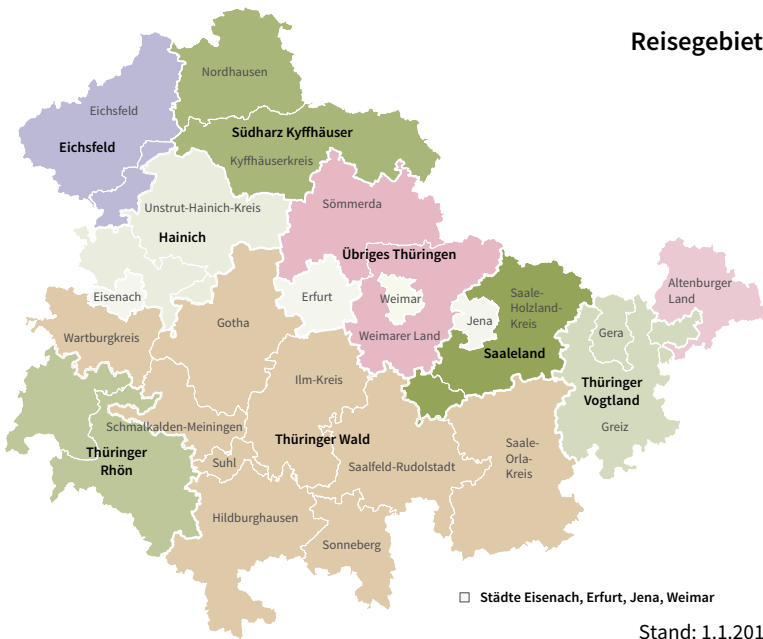 Reisegebiet
Nordhausen
Eichsfeld
Eichsfeld
Südharz Kyffhäuser
Kyffhäuserkreis
Unstrut-Hainich-Kreis
Hainich
Sömmerda
Übriges Thüringen
Eisenach
Erfurt
Weimar
Jena
Saale-
Holzland-
Kreis
Altenburger
Land
Wartburgkreis
Gotha
Weimarer Land
Saaleland
Gera
Ilm-Kreis
Thüringer
Vogtland
Greiz
Schmalkalden-Meiningen
Thüringer Wald
Thüringer
Rhön
Suhl
Saalfeld-Rudolstadt
Saale-
Orla-
Kreis
Hildburghausen
Sonneberg
Städte Eisenach, Erfurt, Jena, Weimar
Stand: 1.1.201